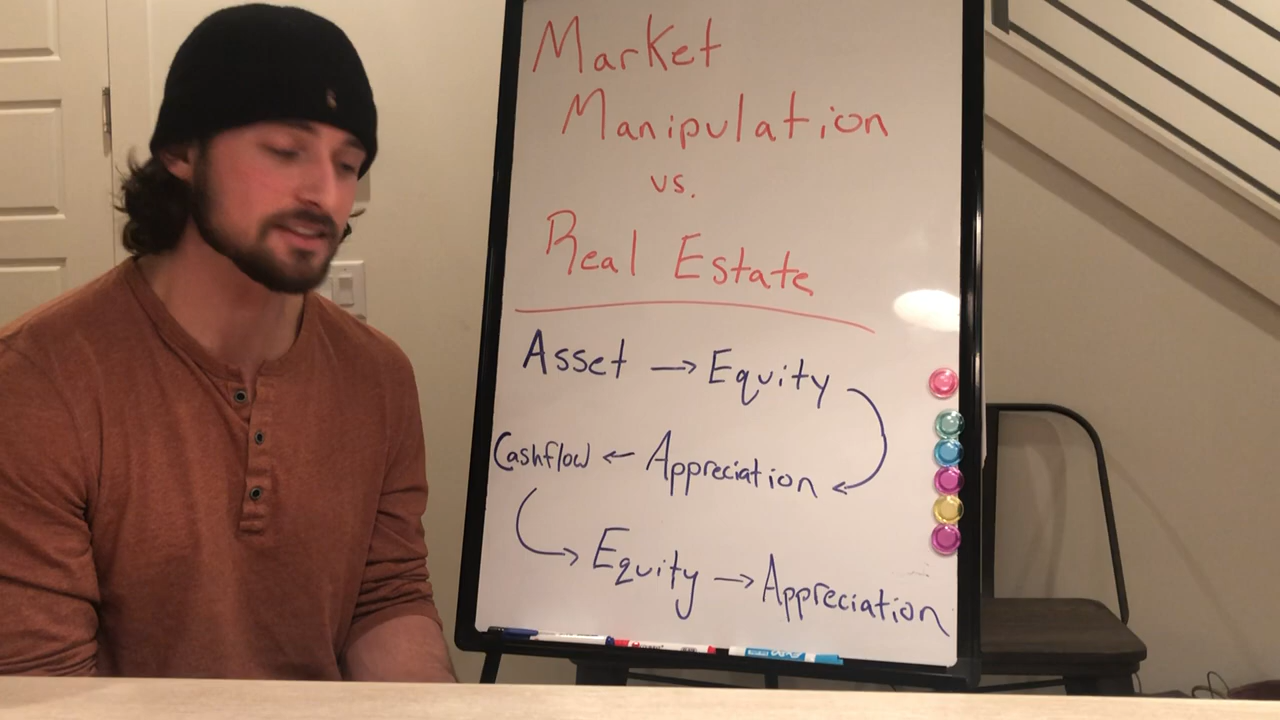 Market
Manipulation
vs.
Real Estate
Asset → Equity
Cashflow ← Appreciation
Equity → Appreciation